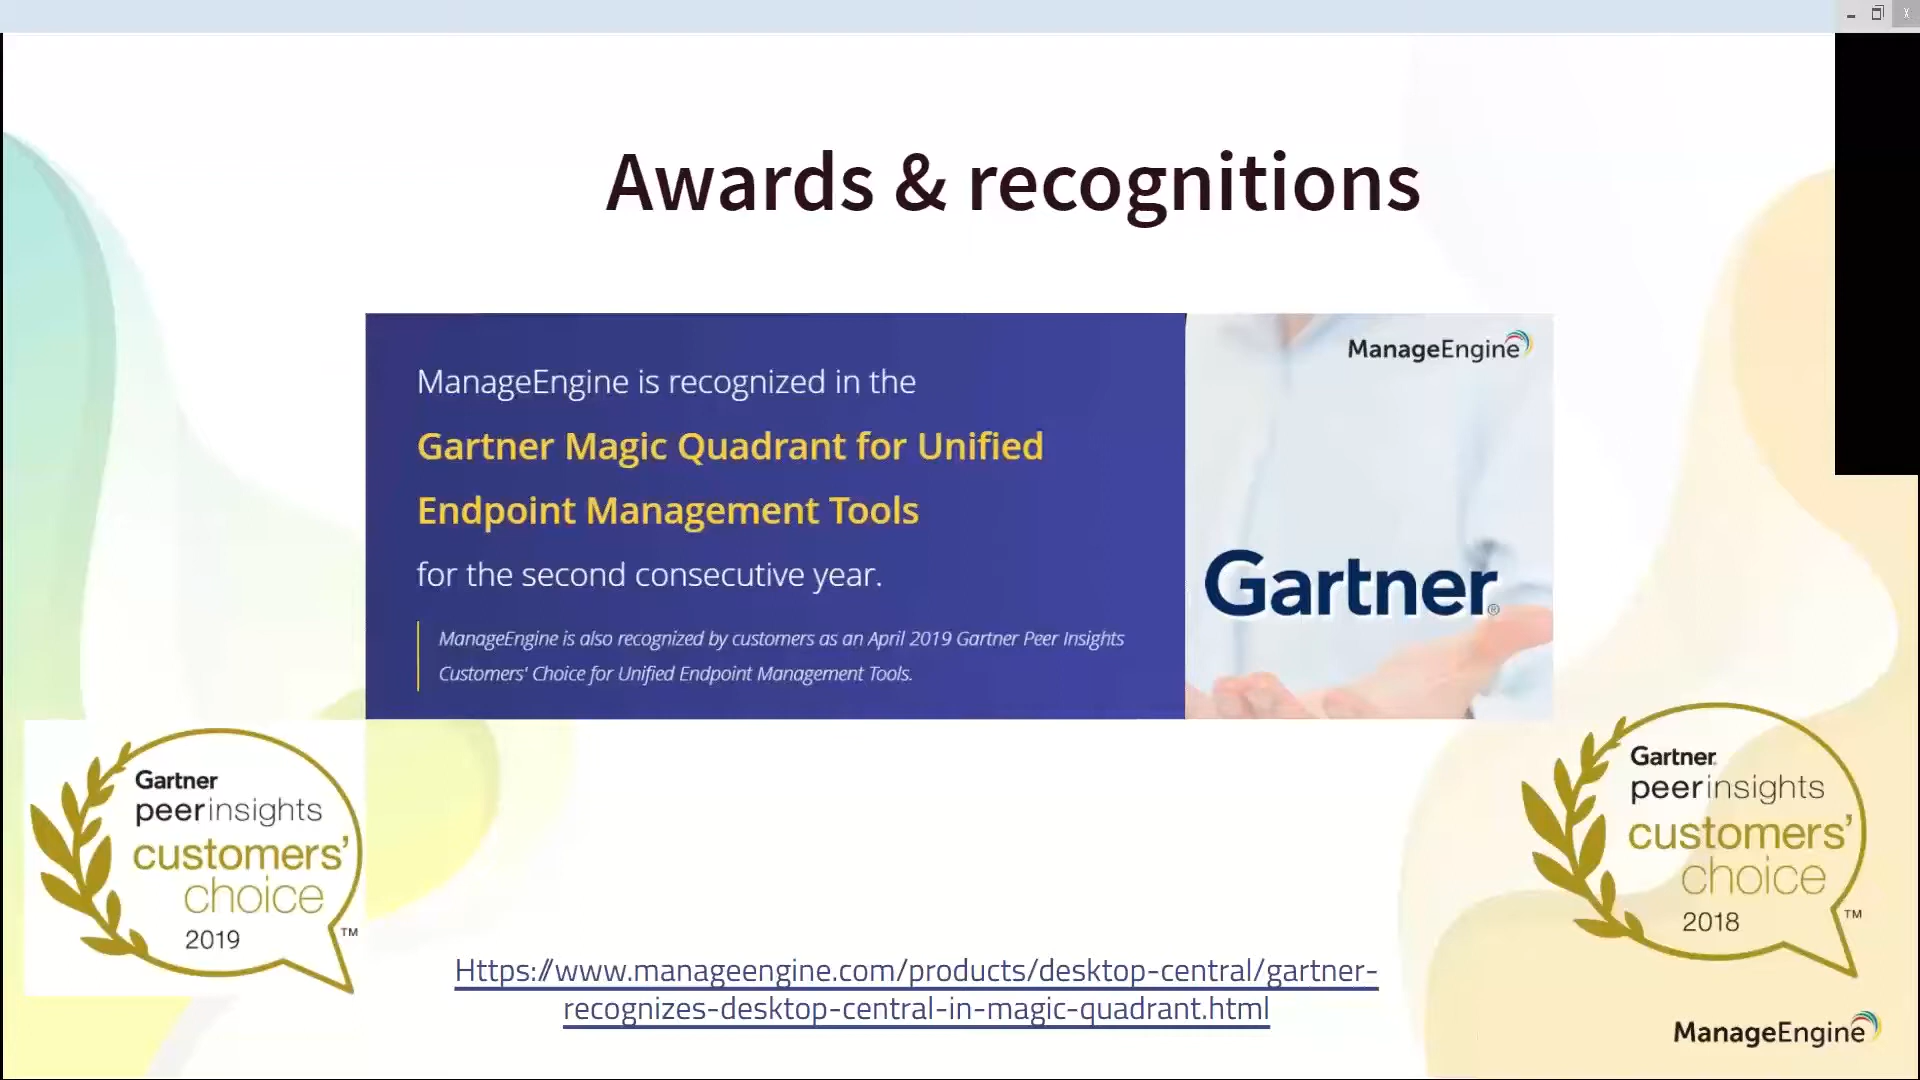 Awards & recognitions
ManageEngine
ManageEngine is recognized in the
Gartner Magic Quadrant for Unified
Endpoint Management Tools
for the second consecutive year.
Gartner®
ManageEngine is also recognized by customers as an April 2019 Gartner Peer Insights
Customers' Choice for Unified Endpoint Management Tools.
Gartner
peerinsights
customers'
choice
2019
TM
Gartner
peerinsights
customers'
choice
2018
TM
Https://www.manageengine.com/products/desktop-central/gartner-
recognizes-desktop-central-in-magic-quadrant.html
ManageEngine